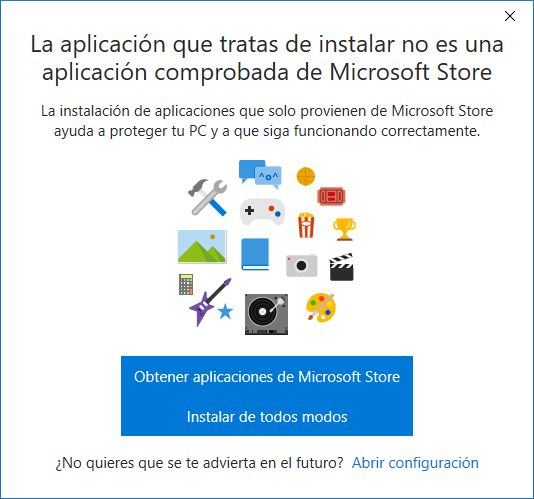 La aplicación que tratas de instalar no es una
aplicación comprobada de Microsoft Store
La instalación de aplicaciones que solo provienen de Microsoft Store
ayuda a proteger tu PC y a que siga funcionando correctamente.
^o^
Obtener aplicaciones de Microsoft Store
Instalar de todos modos
¿No quieres que se te advierta en el futuro? Abrir configuración